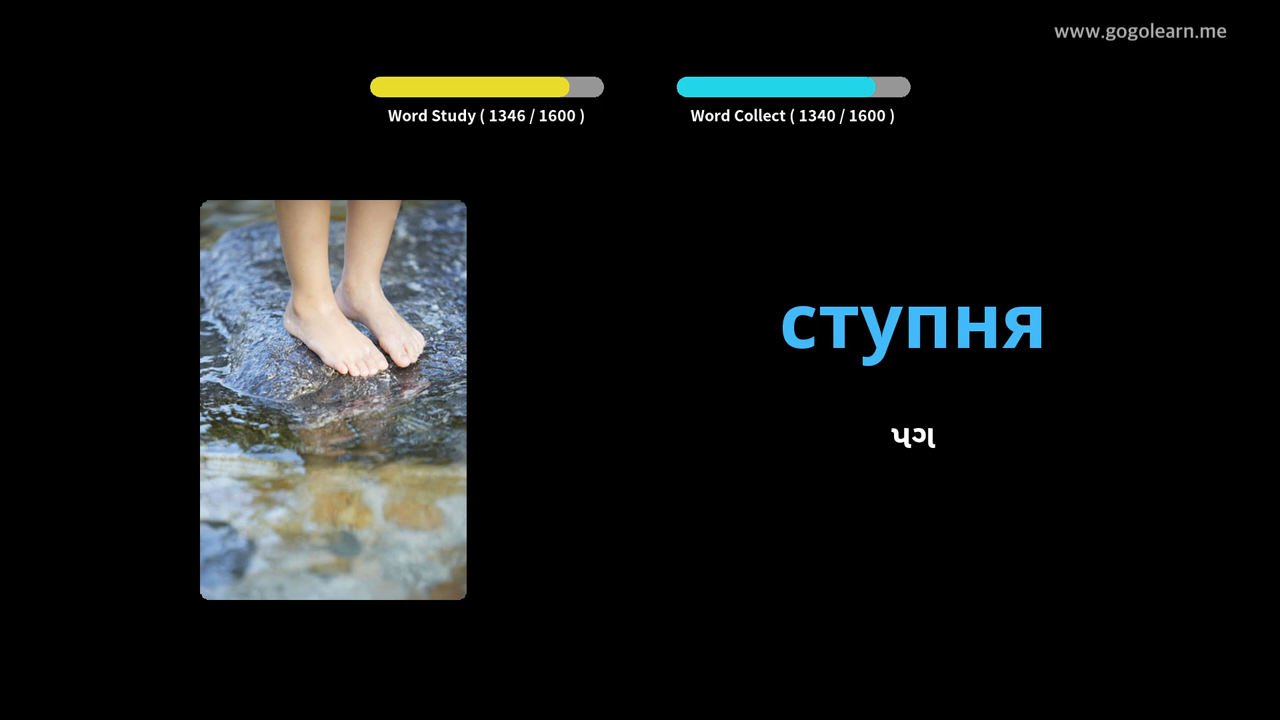 www.gogolearn.me
Word Study ( 1346 / 1600 )
Word Collect ( 1340 / 1600 )
ступня
પગ